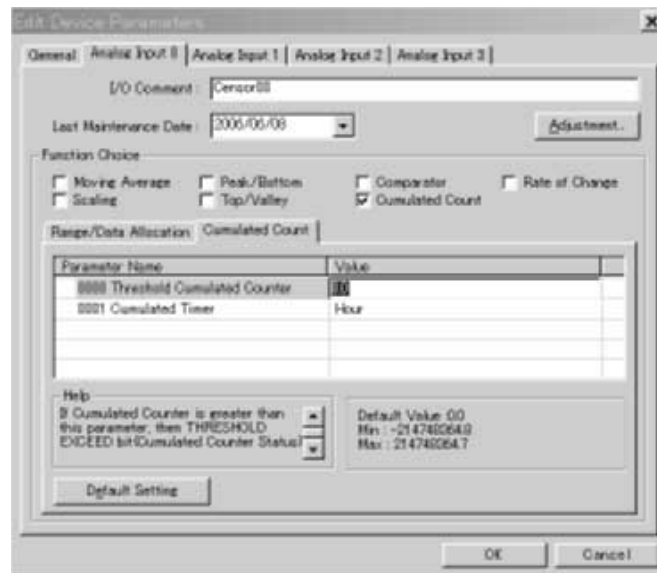 Edit Device Parameters
General Analog Input 0 Analog Input 1 Analog Input 2 Analog Input 3
I/O Comment : Censor00
Last Maintenance Date : 2006/06/08 Adjustment..
Function Choice
Moving Average Peak/Bottom Comparator Rate of Change
Scaling Top/Valley Cumulated Count
Range/Data Allocation Cumulated Count
Parameter Name Value
0000 Threshold Cumulated Counter
0001 Cumulated Timer Hour
Help
If Cumulated Counter is greater than
this parameter, then THRESHOLD
EXCEED bit(Cumulated Counter Status)
Default Value :0.0
Min : -214748364.8
Max : 214748364.7
Default Setting
OK Cancel